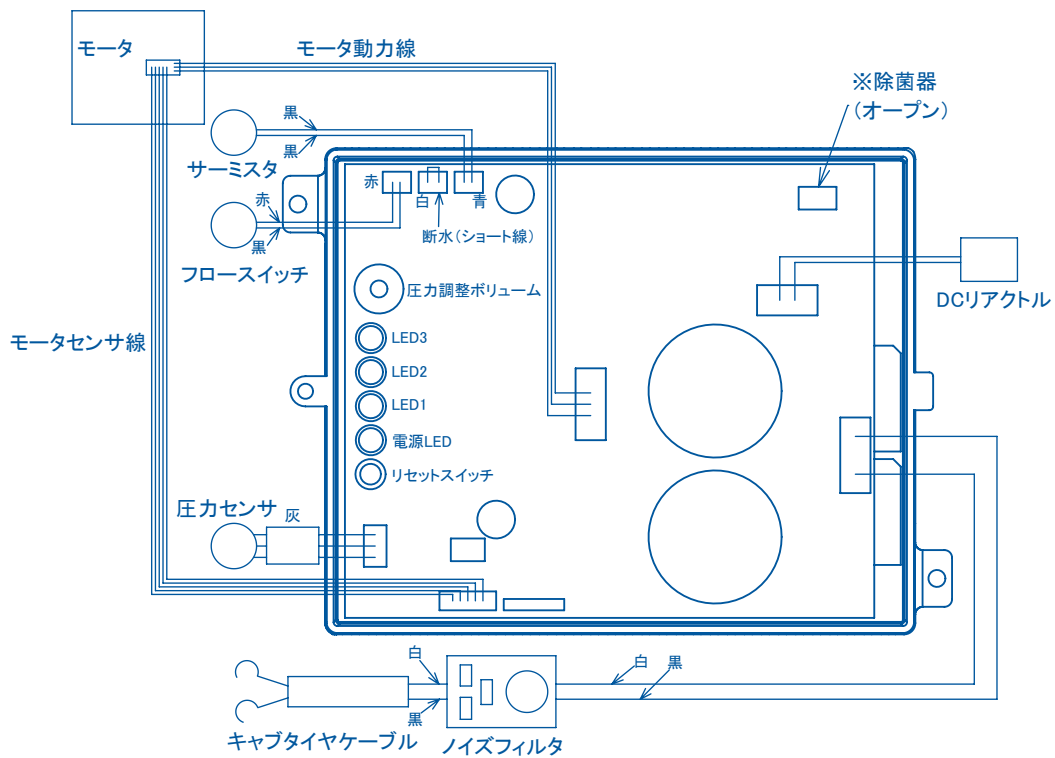 モータ
モータ動力線
※除菌器
(オープン)
黒
黒
サーミスタ
赤
白
青
断水(ショート線)
赤
黒
フロースイッチ
圧力調整ボリューム
DCリアクトル
モータセンサ線
LED3
LED2
LED1
電源LED
リセットスイッチ
圧力センサ
灰
白
黒
白
黒
キャブタイヤケーブル
ノイズフィルタ